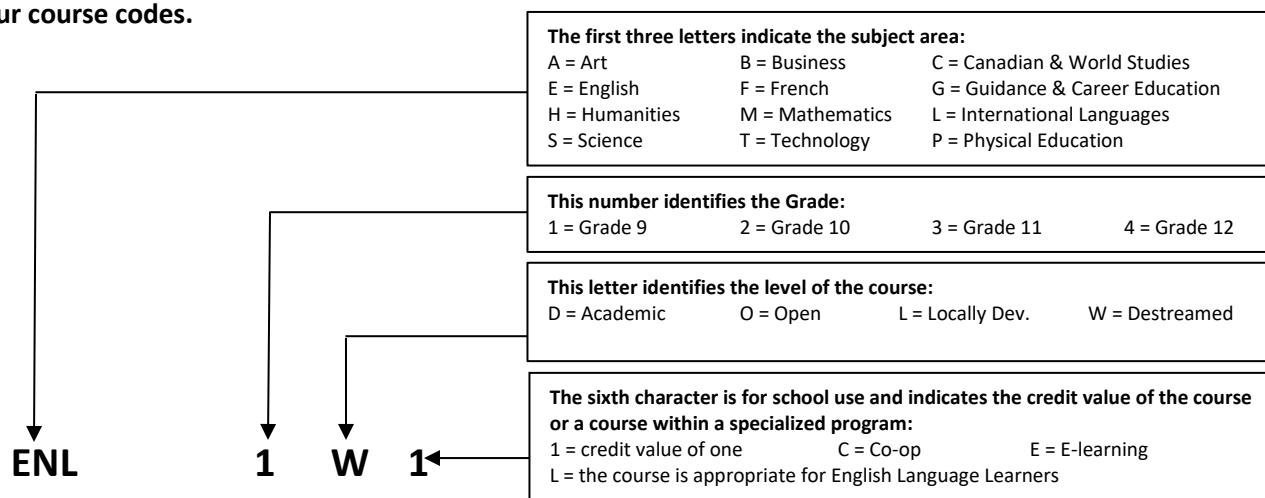 ur course codes.
The first three letters indicate the subject area:
A = Art B = Business C = Canadian & World Studies
E = English F = French G = Guidance & Career Education
H = Humanities M = Mathematics L = International Languages
S = Science T = Technology P = Physical Education
This number identifies the Grade:
1 = Grade 9 2 = Grade 10 3 = Grade 11 4 = Grade 12
This letter identifies the level of the course:
D = Academic O = Open L = Locally Dev. W = Destreamed
The sixth character is for school use and indicates the credit value of the course
or a course within a specialized program:
1 = credit value of one C = Co-op E = E-learning
L = the course is appropriate for English Language Learners
ENL 1 W 1